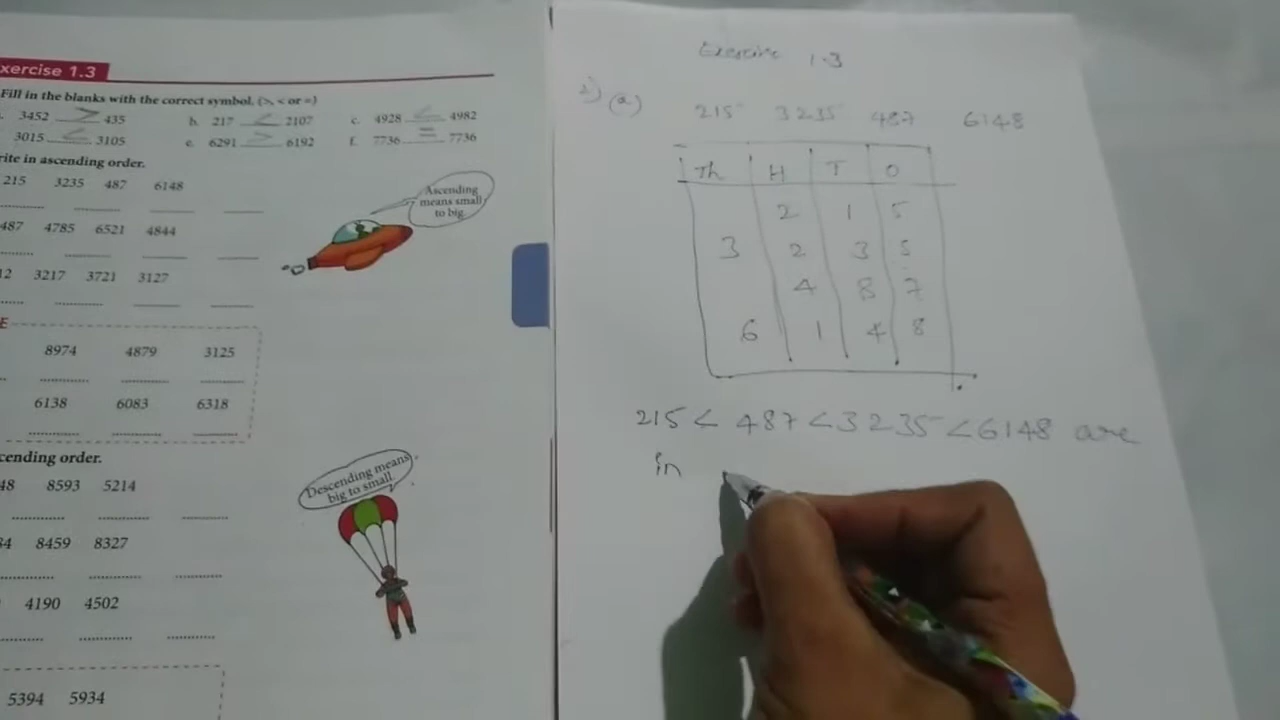 xercise 1.3
Fill in the blanks with the correct symbol, (>, < or =)
3452 > 435 b. 217 < 2107 c. 4928 < 4982
3015 < 3105 e. 6291 > 6192 f. 7736 = 7736
rite in ascending order.
215 3235 487 6148
487 4785 6521 4844
12 3217 3721 3127
Ascending
means small
to big.
E
8974 4879 3125
6138 6083 6318
cending order.
48 8593 5214
34 8459 8327
4190 4502
5394 5934
Descending means
big to small.
Exercise 1.3
2) (a) 215 3235 487 6148
Th H T O
2 1 5
3 2 3 5
4 8 7
6 1 4 8
215 < 487 < 3235 < 6148 are
in